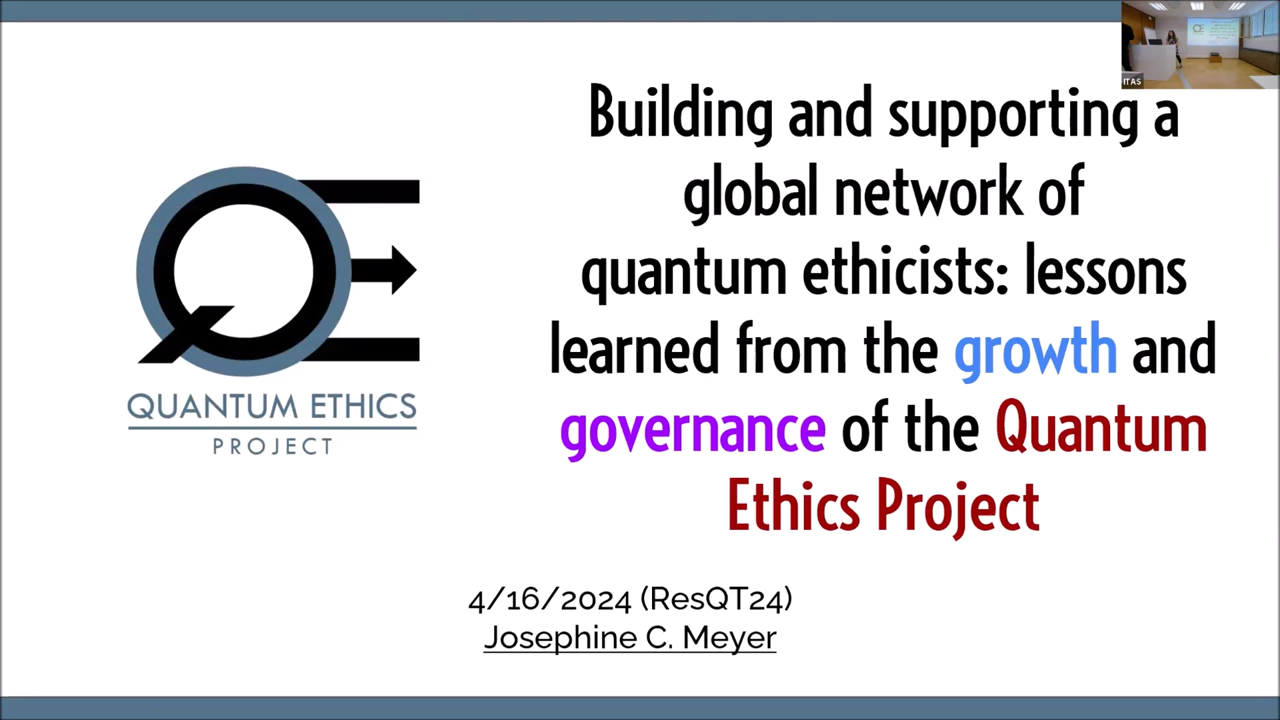 ITAS
Building and supporting a
global network of
quantum ethicists: lessons
learned from the growth and
governance of the Quantum
Ethics Project
QE
QUANTUM ETHICS
PROJECT
4/16/2024 (ResQT24)
Josephine C. Meyer